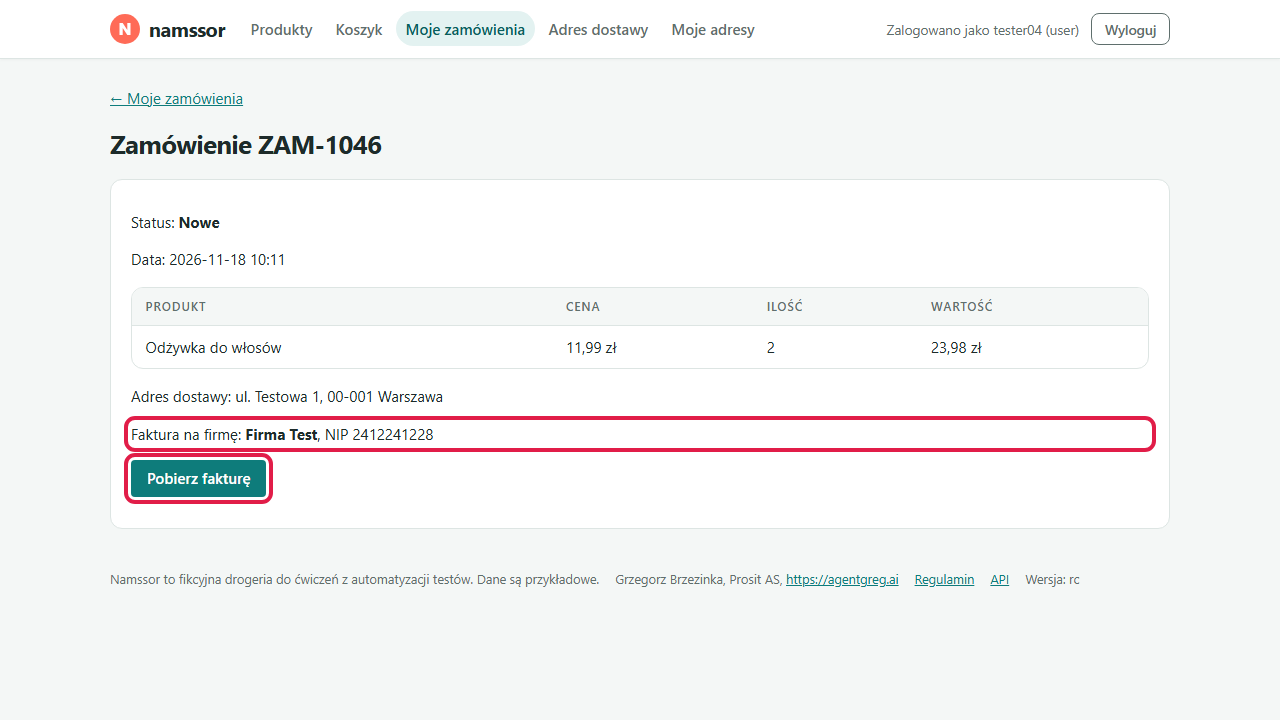 N namssor Produkty Koszyk Moje zamówienia Adres dostawy Moje adresy Zalogowano jako tester04 (user) Wyloguj
← Moje zamówienia
Zamówienie ZAM-1046
Status: Nowe
Data: 2026-11-18 10:11
PRODUKT CENA ILOŚĆ WARTOŚĆ
Odżywka do włosów 11,99 zł 2 23,98 zł
Adres dostawy: ul. Testowa 1, 00-001 Warszawa
Faktura na firmę: Firma Test, NIP 2412241228
Pobierz fakturę
Namssor to fikcyjna drogeria do ćwiczeń z automatyzacji testów. Dane są przykładowe. Grzegorz Brzezinka, Prosit AS, https://agentgreg.ai Regulamin API Wersja: rc